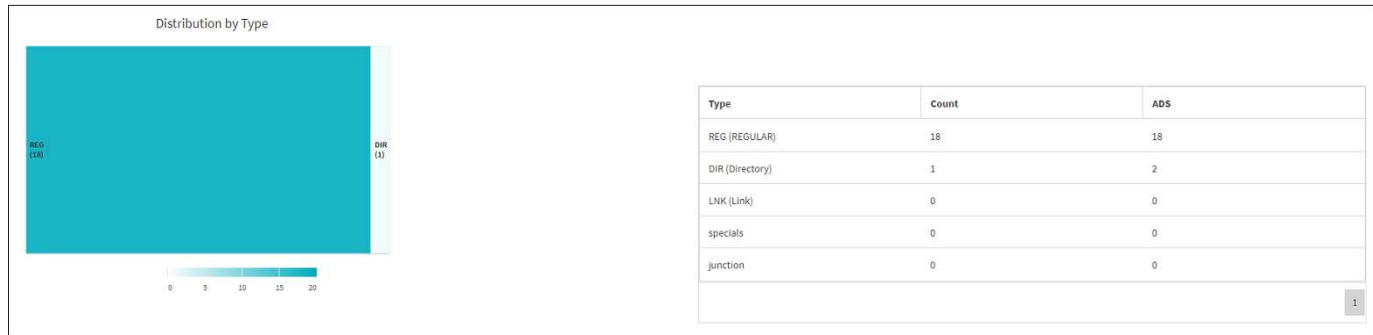 Distribution by Type
REG
(18)
DIR
(1)
0 5 10 15 20
Type Count ADS
REG (REGULAR) 18 18
DIR (Directory) 1 2
LNK (Link) 0 0
specials 0 0
junction 0 0
1